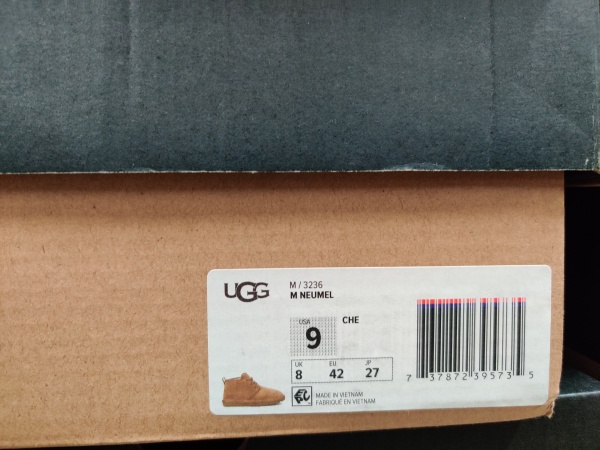 UGG
M / 3236
M NEUMEL
USA
9
CHE
UK EU JP
8 42 27
MADE IN VIETNAM
FABRIQUÉ EN VIETNAM
7 37872 39573 5